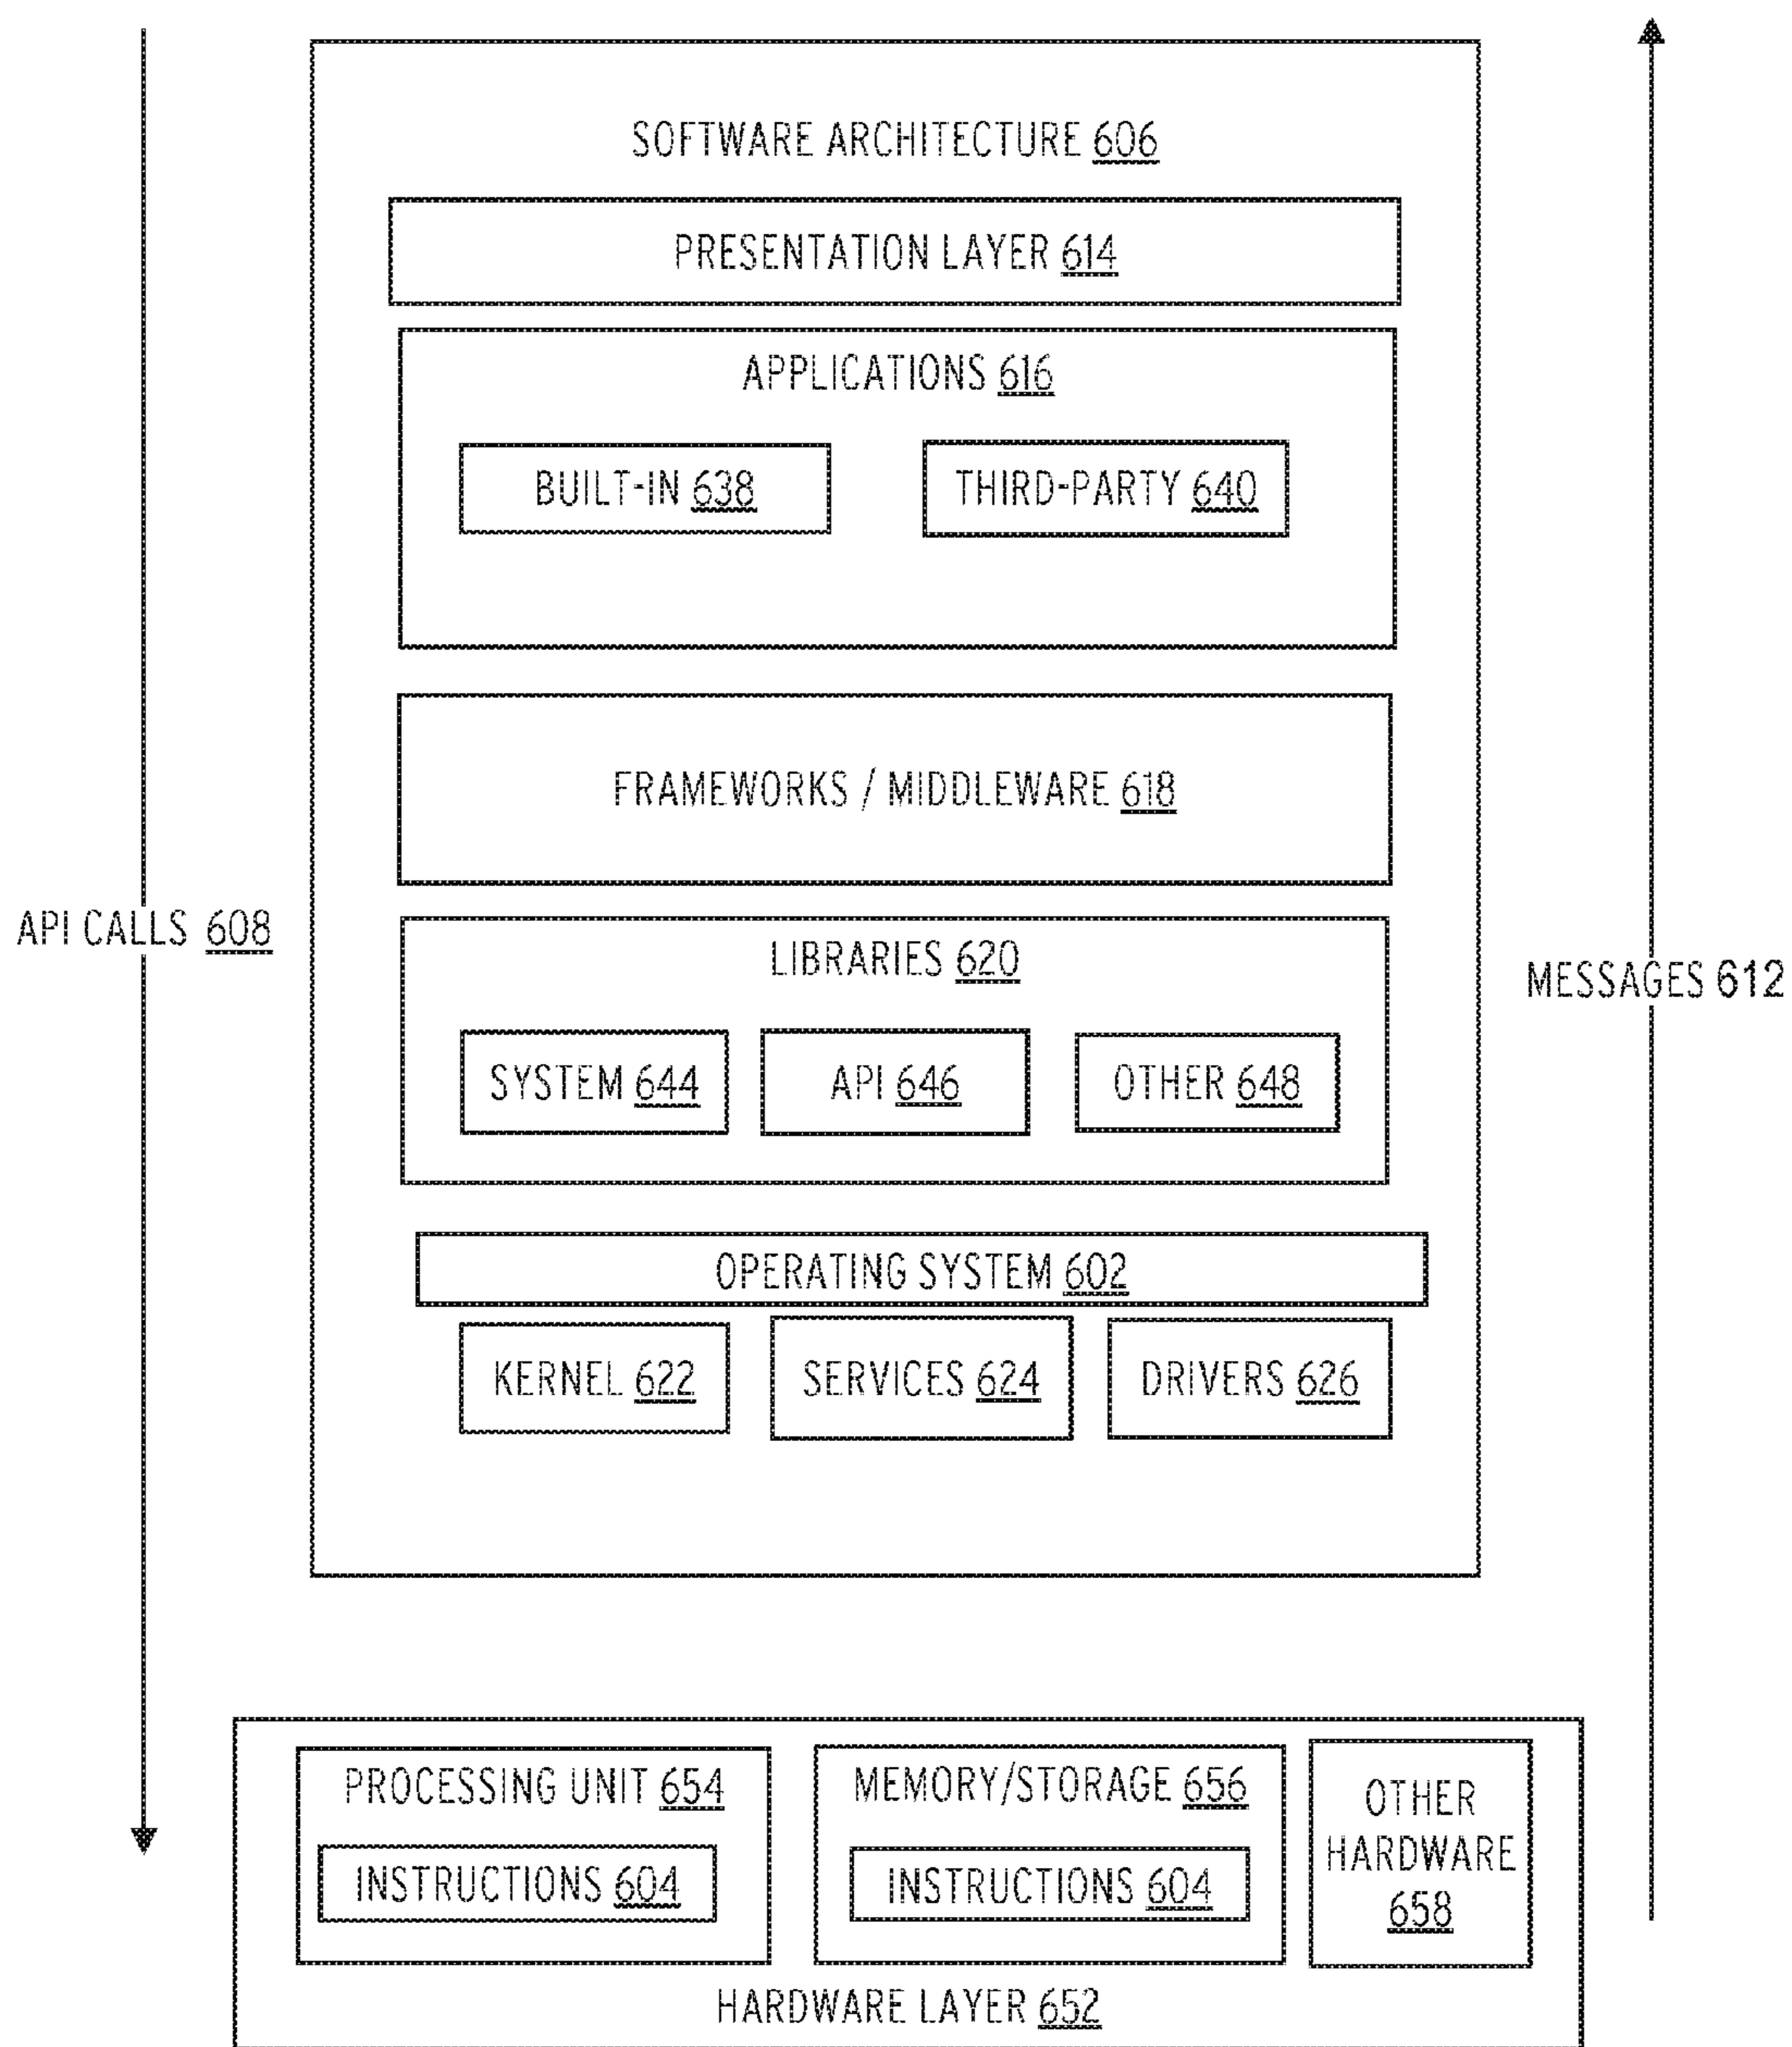 SOFTWARE ARCHITECTURE 606
PRESENTATION LAYER 614
APPLICATIONS 616
BUILT-IN 638
THIRD-PARTY 640
FRAMEWORKS / MIDDLEWARE 618
API CALLS 608
LIBRARIES 620
MESSAGES 612
SYSTEM 644
API 646
OTHER 648
OPERATING SYSTEM 602
KERNEL 622
SERVICES 624
DRIVERS 626
PROCESSING UNIT 654
INSTRUCTIONS 604
MEMORY/STORAGE 656
INSTRUCTIONS 604
OTHER
HARDWARE
658
HARDWARE LAYER 652